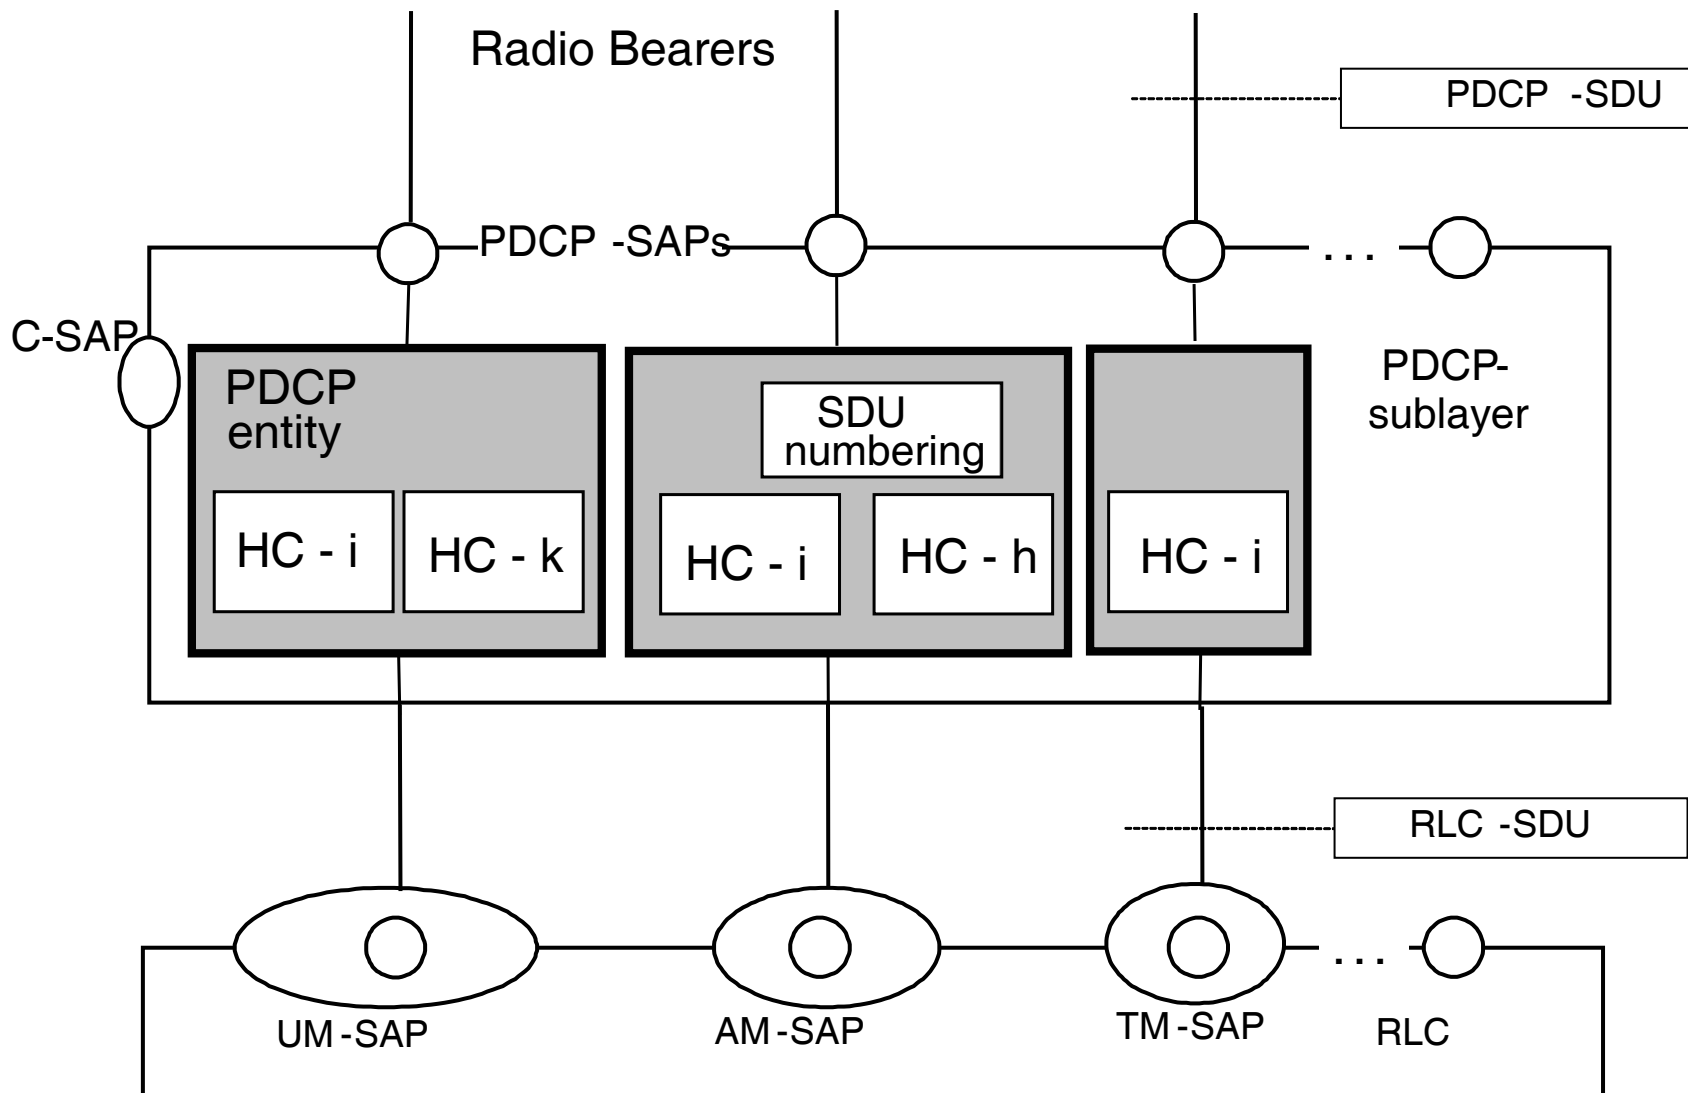 Radio Bearers
PDCP -SDU
PDCP -SAPs
. . .
C-SAP
PDCP
entity
SDU
numbering
PDCP-
sublayer
HC - i
HC - k
HC - i
HC - h
HC - i
RLC -SDU
. . .
UM -SAP
AM -SAP
TM -SAP
RLC